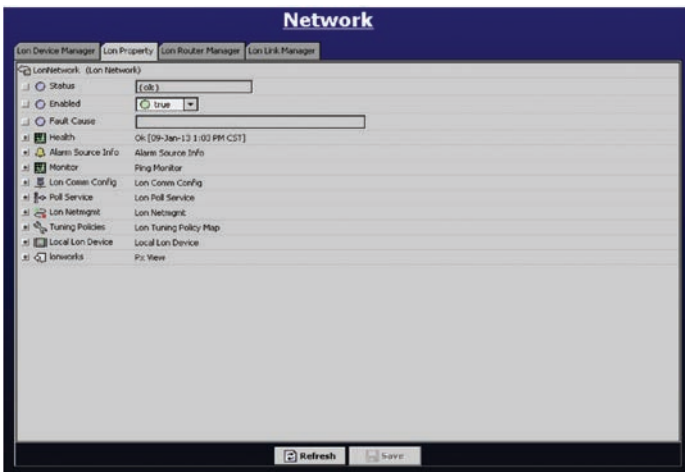 Network
Lon Device Manager Lon Property Lon Router Manager Lon Link Manager
LonNetwork (Lon Network)
Status {ok}
Enabled true
Fault Cause
Health Ok [09-Jan-13 1:03 PM CST]
Alarm Source Info Alarm Source Info
Monitor Ping Monitor
Lon Comm Config Lon Comm Config
Poll Service Lon Poll Service
Lon Netmgmt Lon Netmgmt
Tuning Policies Lon Tuning Policy Map
Local Lon Device Local Lon Device
lonworks Px View
Refresh Save